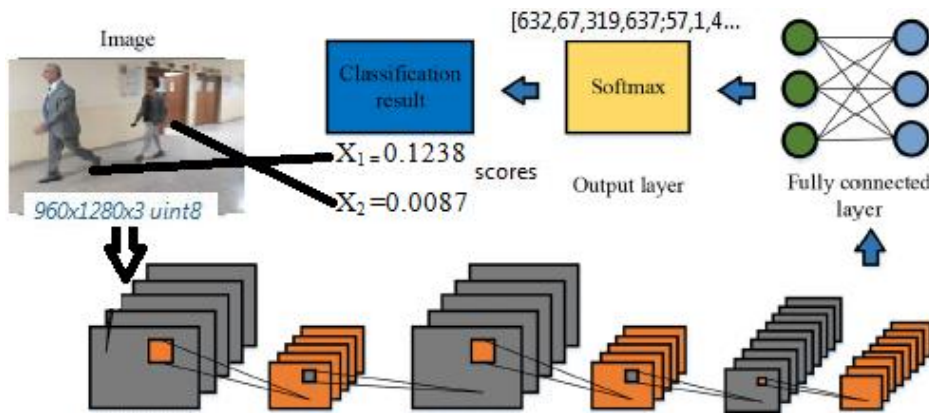 [632,67,319,637;57,1,4...
Image
Classification
result
Softmax
X1=0.1238
scores
X2=0.0087
Output layer
Fully connected
layer
960x1280x3 uint8